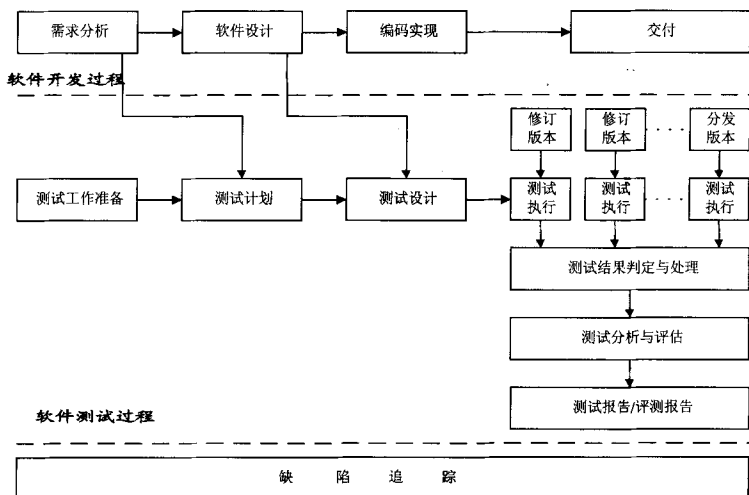 需求分析
软件设计
编码实现
交付
软件开发过程
修订
版本
修订
版本
分发
版本
测试工作准备
测试计划
测试设计
测试
执行
测试
执行
测试
执行
测试结果判定与处理
测试分析与评估
测试报告/评测报告
软件测试过程
缺陷追踪